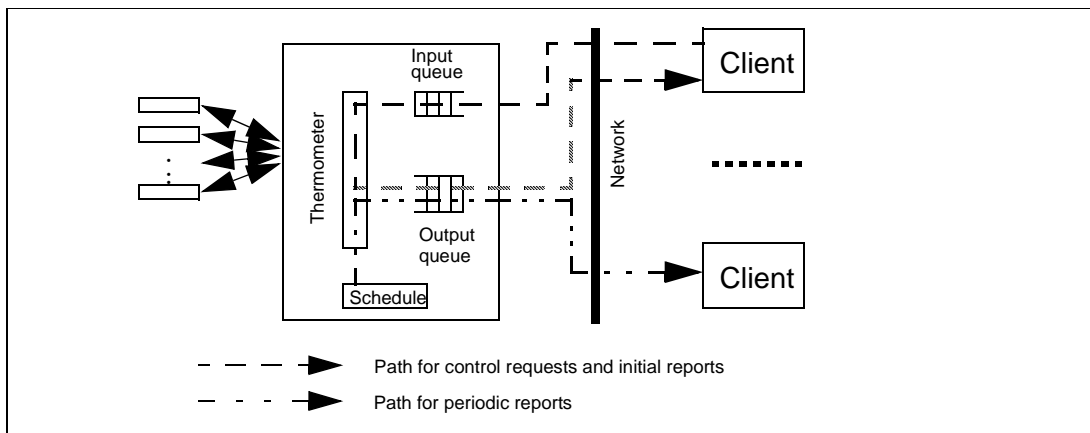 Input
queue
Client
Thermometer
Network
Output
queue
Client
Schedule
Path for control requests and initial reports
Path for periodic reports